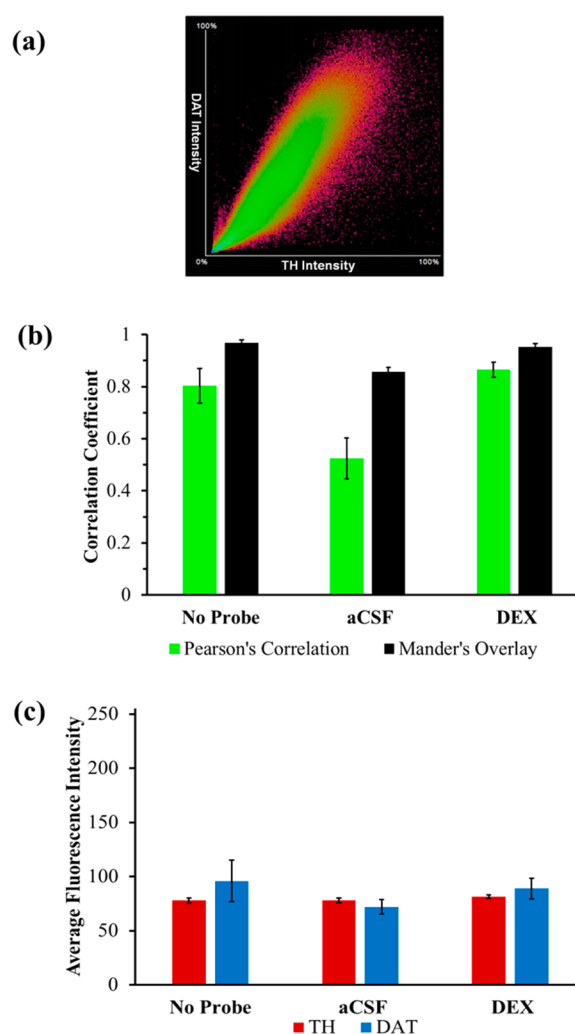 (a)
100%
DAT Intensity
0%
TH Intensity
100%
(b)
Correlation Coefficient
1
0.8
0.6
0.4
0.2
0
No Probe aCSF DEX
Pearson's Correlation Mander's Overlay
(c)
Average Fluorescence Intensity
250
200
150
100
50
0
No Probe aCSF DEX
TH DAT